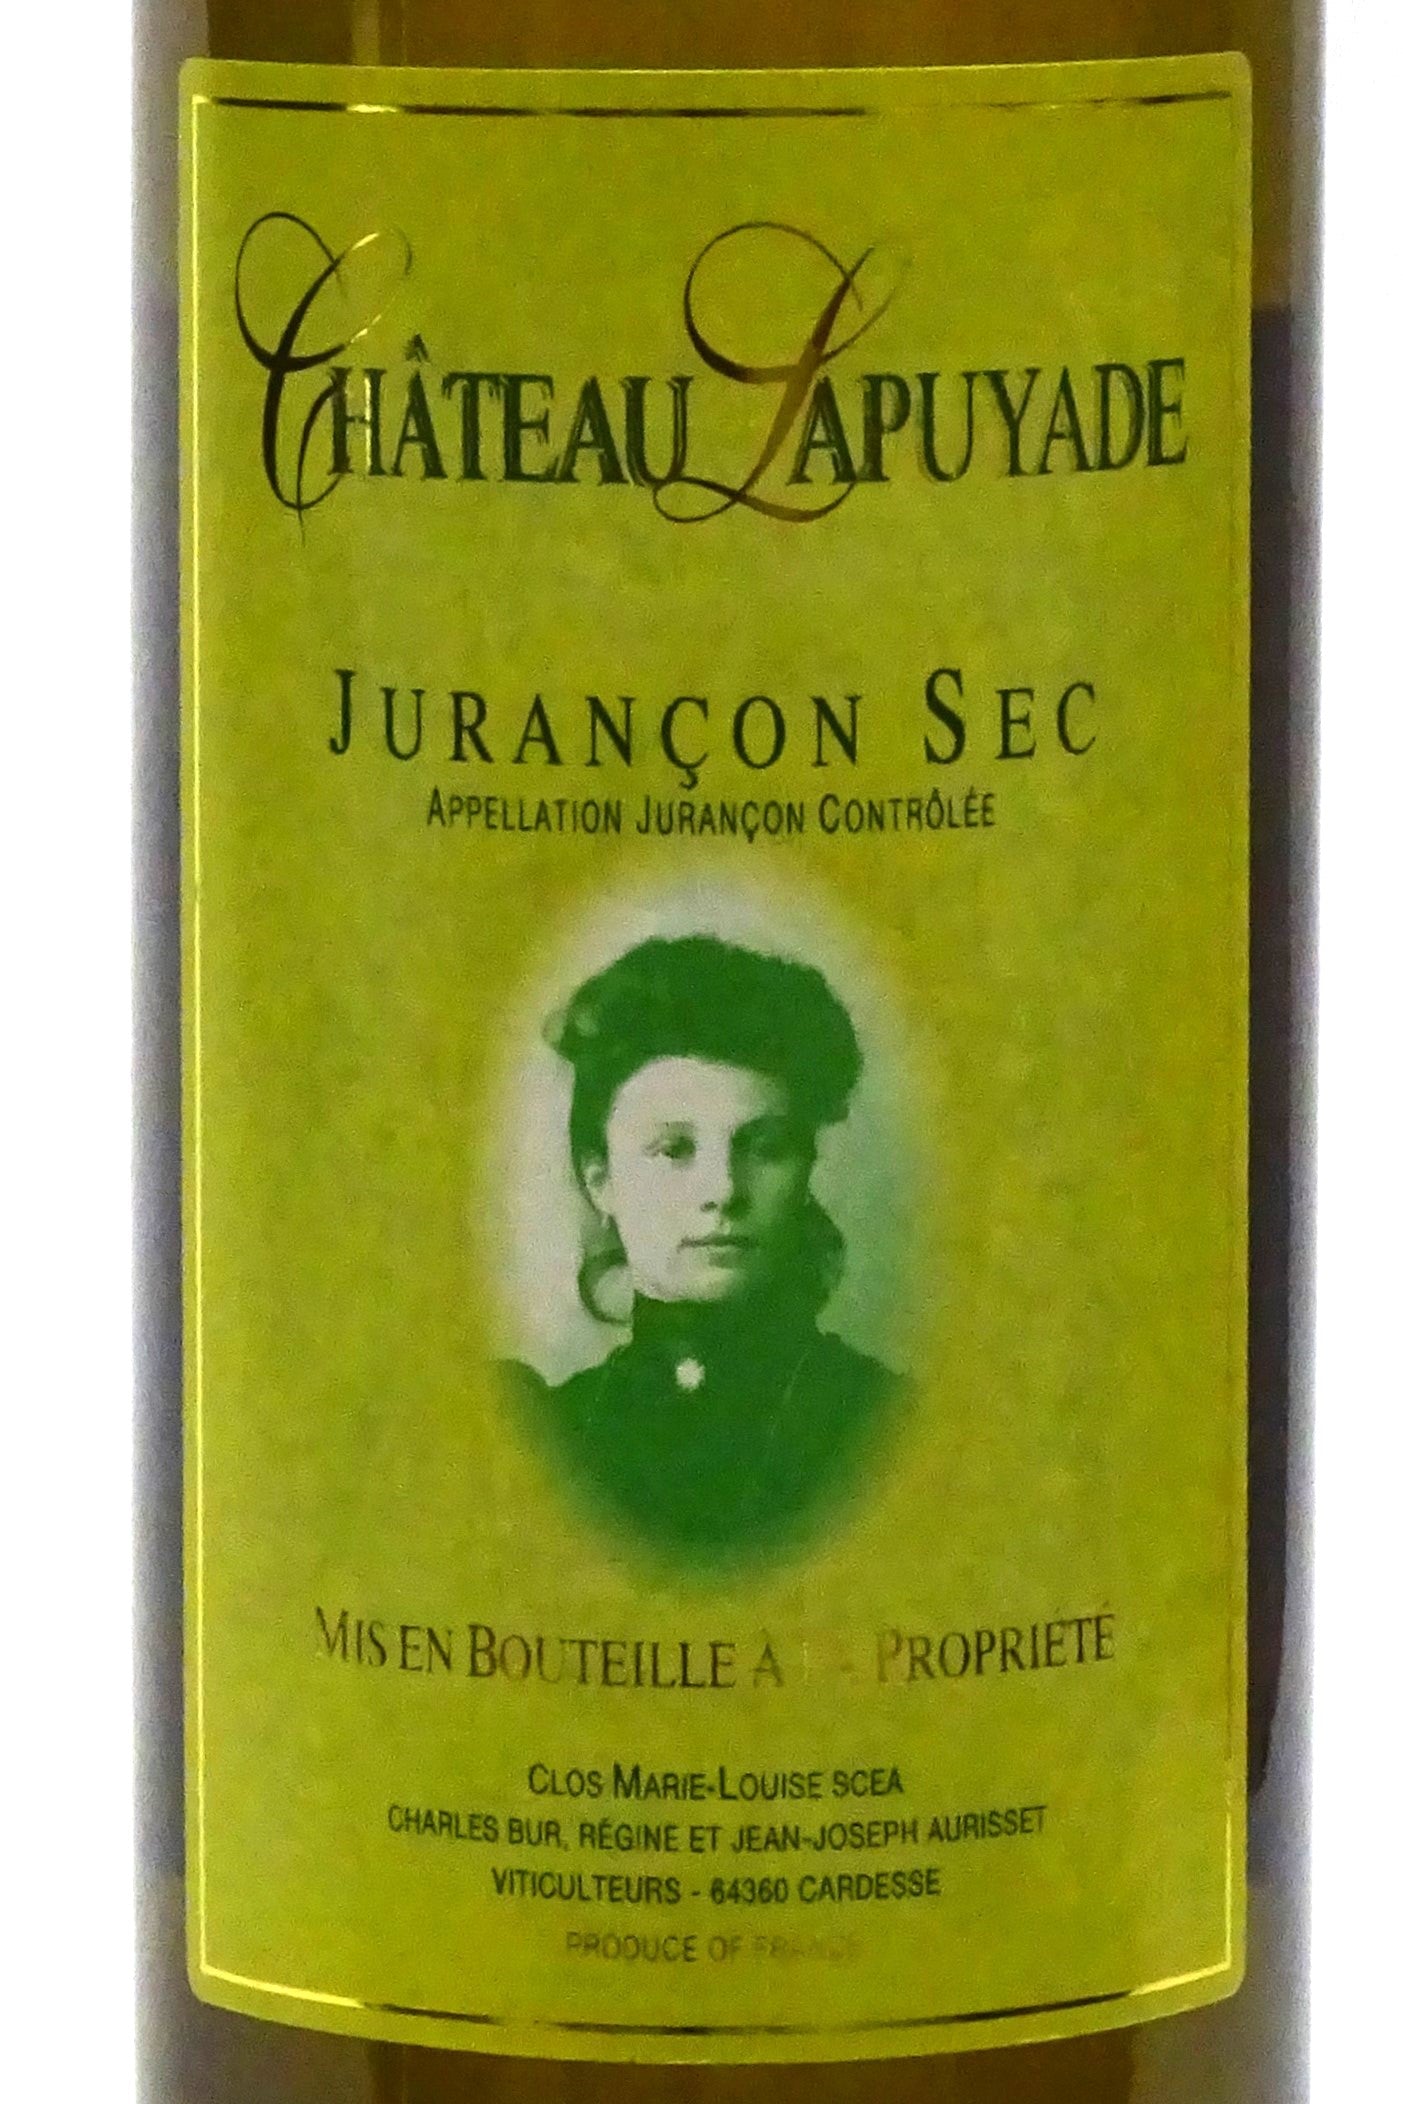 CHÂTEAU LAPUYADE
JURANÇON SEC
APPELLATION JURANÇON CONTRÔLÉE
MIS EN BOUTEILLE À LA PROPRIÉTÉ
CLOS MARIE-LOUISE SCEA
CHARLES BUR, RÉGINE ET JEAN-JOSEPH AURISSET
VITICULTEURS - 64360 CARDESSE
PRODUCE OF FRANCE